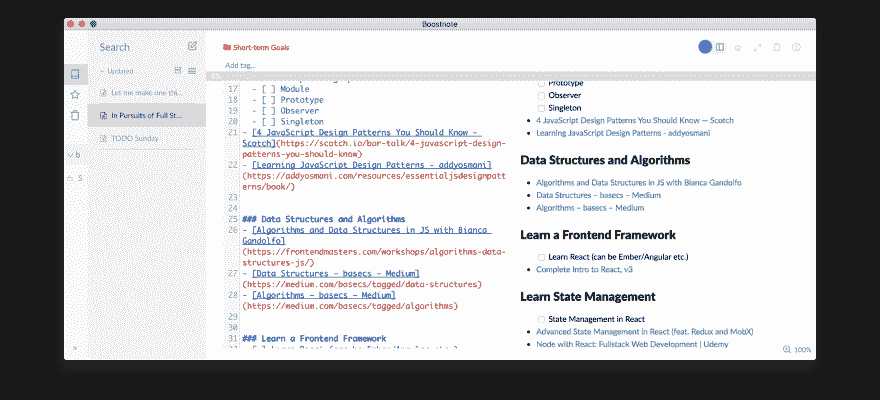 Boostnote
Search
Updated
Let me make one thi...
In Pursuits of Full St...
TODO Sunday
b
S
Short-term Goals
Add tag...
0%
17 - [ ] Module
18 - [ ] Prototype
19 - [ ] Observer
20 - [ ] Singleton
21 - [4 JavaScript Design Patterns You Should Know –
Scotch](https://scotch.io/bar-talk/4-javascript-design-
patterns-you-should-know)
22 - [Learning JavaScript Design Patterns - addyosmani]
(https://addyosmani.com/resources/essentialjsdesignpatt
erns/book/)
23
24
25 ### Data Structures and Algorithms
26 - [Algorithms and Data Structures in JS with Bianca
Gandolfo]
(https://frontendmasters.com/workshops/algorithms-data-
structures-js/)
27 - [Data Structures – basecs – Medium]
(https://medium.com/basecs/tagged/data-structures)
28 - [Algorithms – basecs – Medium]
(https://medium.com/basecs/tagged/algorithms)
29
30
31 ### Learn a Frontend Framework
Prototype
Observer
Singleton
4 JavaScript Design Patterns You Should Know — Scotch
Learning JavaScript Design Patterns - addyosmani
Data Structures and Algorithms
Algorithms and Data Structures in JS with Bianca Gandolfo
Data Structures – basecs – Medium
Algorithms – basecs – Medium
Learn a Frontend Framework
Learn React (can be Ember/Angular etc.)
Complete Intro to React, v3
Learn State Management
State Management in React
Advanced State Management in React (feat. Redux and MobX)
Node with React: Fullstack Web Development | Udemy
100%